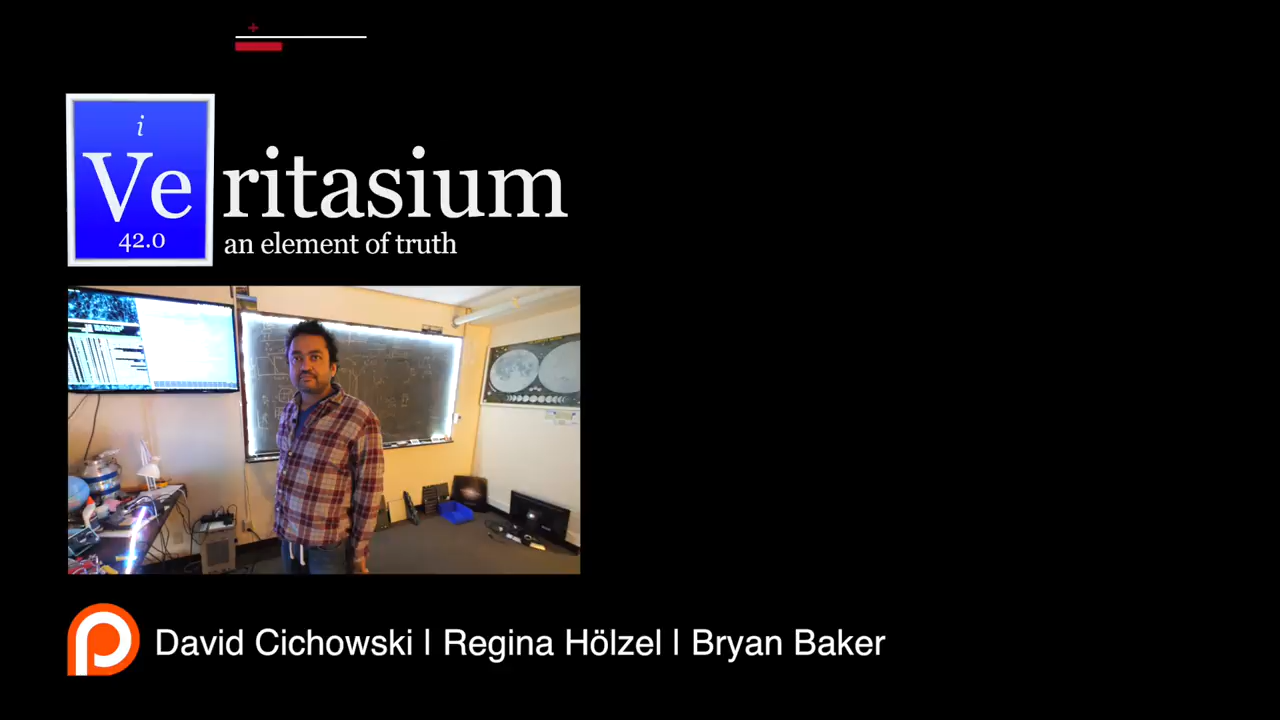 i
Ve ritasium
42.0
an element of truth
David Cichowski | Regina Hölzel | Bryan Baker